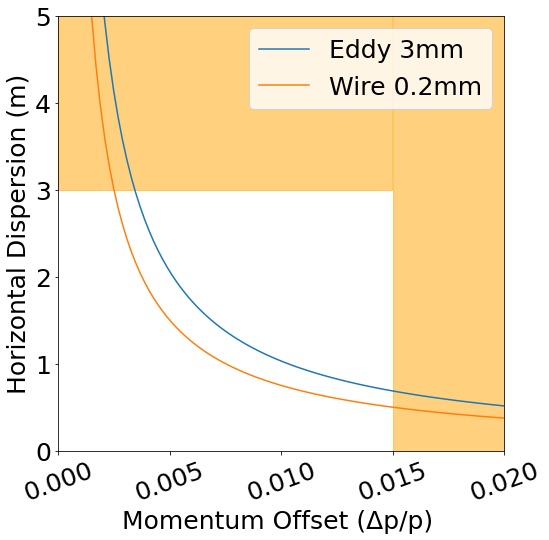 Eddy 3mm
Wire 0.2mm
Horizontal Dispersion (m)
5
4
3
2
1
0
0.000 0.005 0.010 0.015 0.020
Momentum Offset (Δp/p)